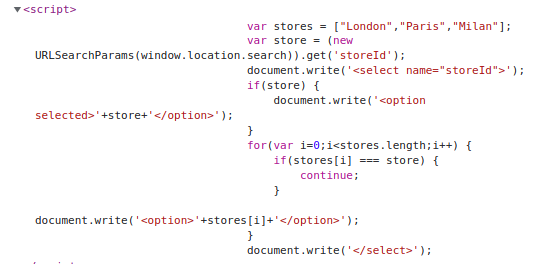 ▼<script>
var stores = ["London","Paris","Milan"];
var store = (new
URLSearchParams(window.location.search)).get('storeId');
document.write('<select name="storeId">');
if(store) {
document.write('<option
selected>'+store+'</option>');
}
for(var i=0;i<stores.length;i++) {
if(stores[i] === store) {
continue;
}
document.write('<option>'+stores[i]+'</option>');
}
document.write('</select>');